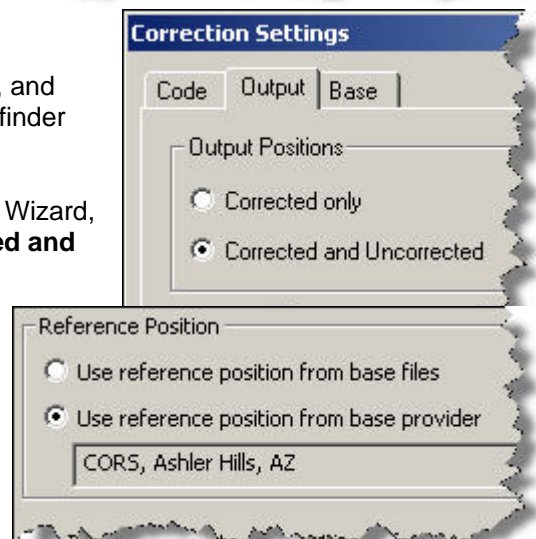 Correction Settings
, and
finder
Wizard,
ed and
Code Output Base
Output Positions
Corrected only
Corrected and Uncorrected
Reference Position
Use reference position from base files
Use reference position from base provider
CORS, Ashler Hills, AZ